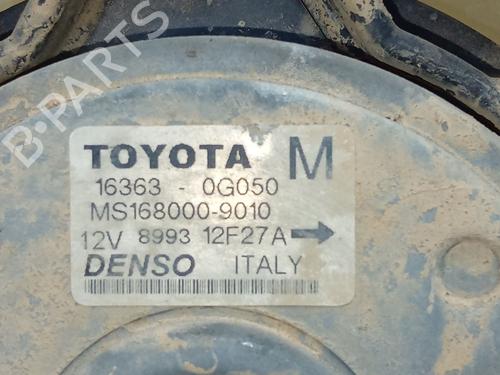 TOYOTA M
16363 - 0G050
MS168000-9010
12V 8993 12F27A
DENSO ITALY
B-PARTS